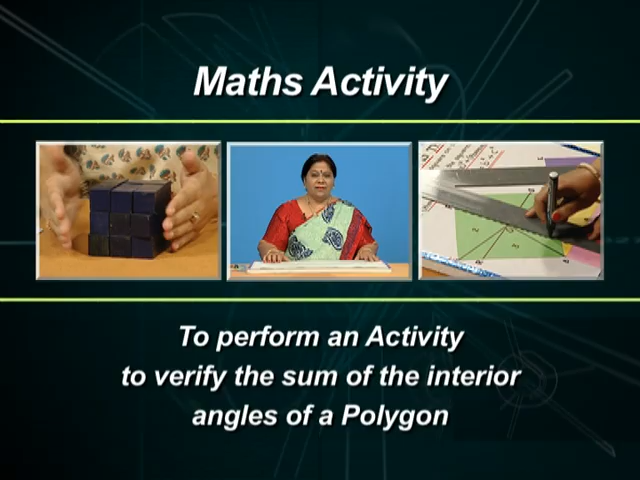 Maths Activity
To perform an Activity
to verify the sum of the interior
angles of a Polygon